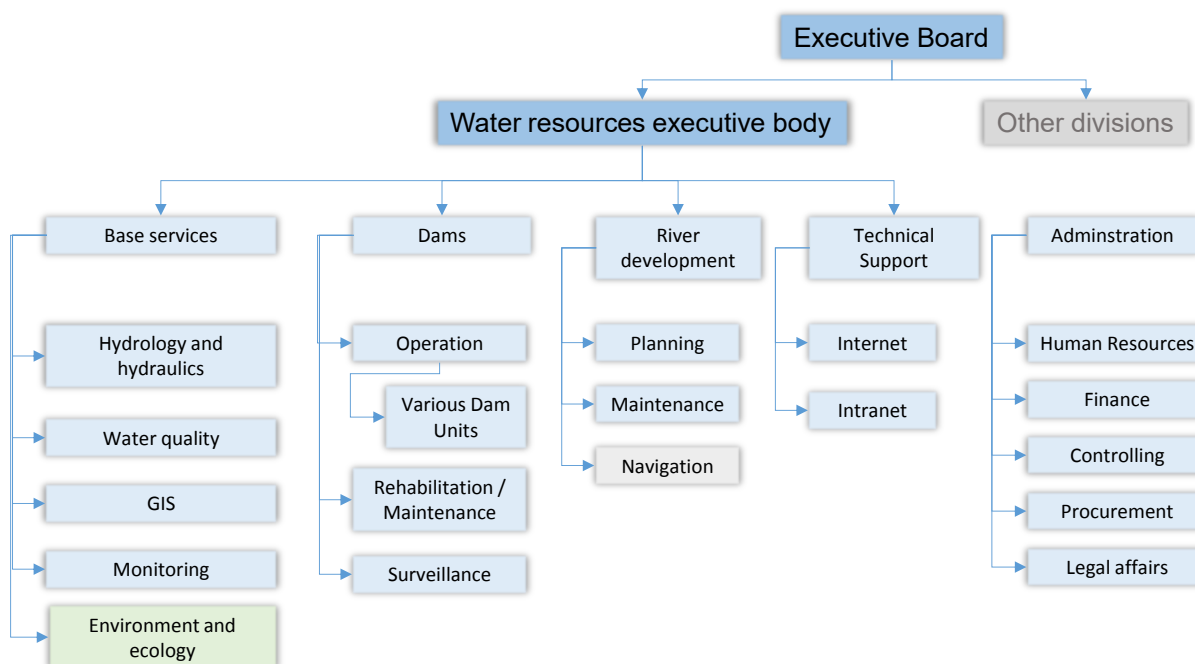 Executive Board
Water resources executive body
Other divisions
Base services
Dams
River
development
Technical
Support
Adminstration
Hydrology and
hydraulics
Water quality
GIS
Monitoring
Environment and
ecology
Operation
Various Dam
Units
Rehabilitation /
Maintenance
Surveillance
Planning
Maintenance
Navigation
Internet
Intranet
Human Resources
Finance
Controlling
Procurement
Legal affairs